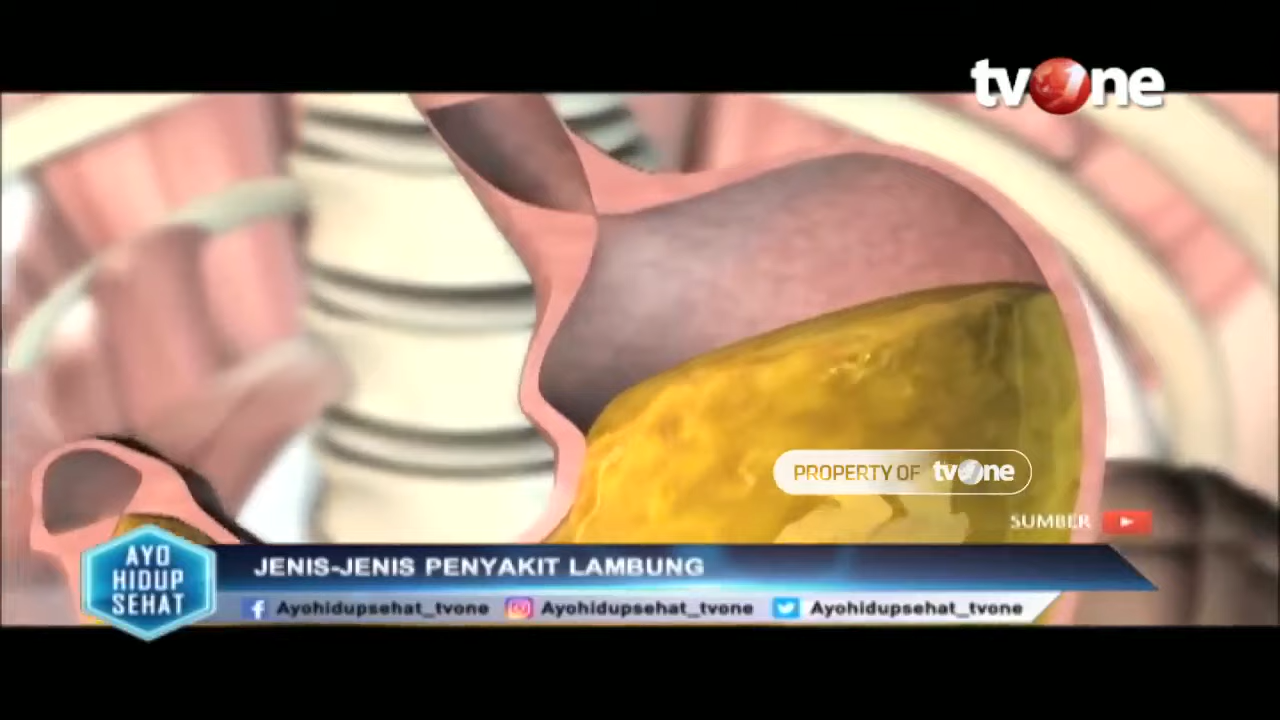 tvOne
PROPERTY OF tvOne
SUMBER
AYO
HIDUP
SEHAT
JENIS-JENIS PENYAKIT LAMBUNG
Ayohidupsehat_tvone Ayohidupsehat_tvone Ayohidupsehat_tvone